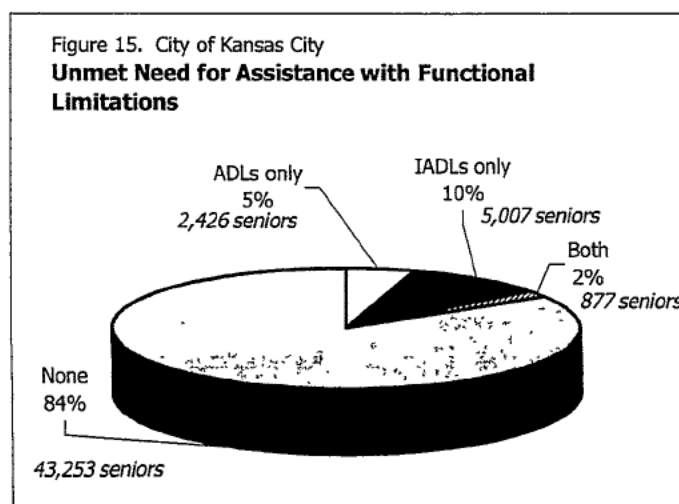 Figure 15. City of Kansas City
Unmet Need for Assistance with Functional
Limitations
ADLs only
5%
2,426 seniors
IADLs only
10%
5,007 seniors
Both
2%
877 seniors
None
84%
43,253 seniors